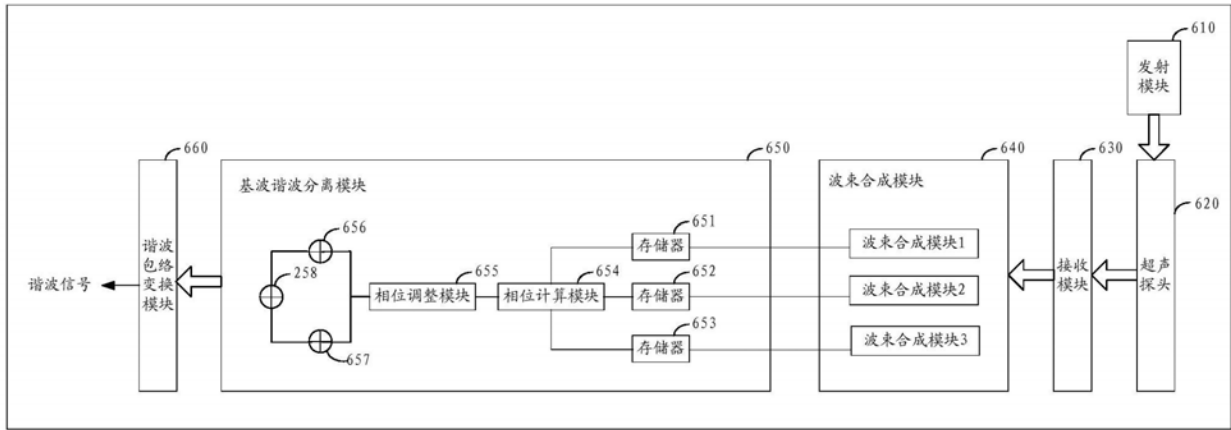 610
发射
模块
660
650
640
630
620
基波谐波分离模块
波束合成模块
656
651
谐波
包络
变换
模块
存储器
波束合成模块1
258
655
654
652
接收
模块
超声
探头
谐波信号
相位调整模块
相位计算模块
存储器
波束合成模块2
653
657
存储器
波束合成模块3